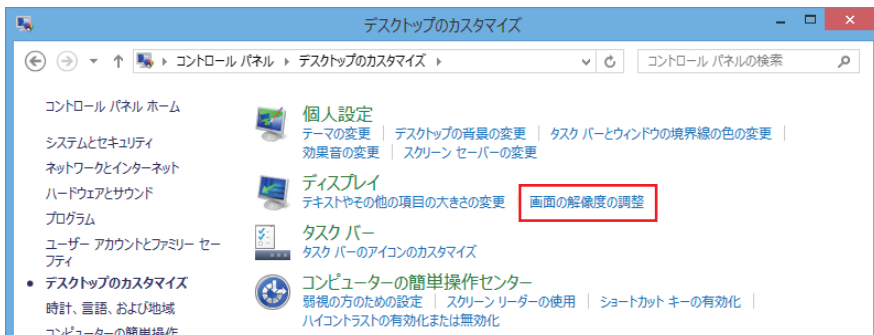 デスクトップのカスタマイズ
コントロール パネル デスクトップのカスタマイズ
コントロール パネルの検索
コントロール パネル ホーム
システムとセキュリティ
ネットワークとインターネット
ハードウェアとサウンド
プログラム
ユーザー アカウントとファミリー セー
フティ
デスクトップのカスタマイズ
時計、言語、および地域
コンピューターの簡単操作
個人設定
テーマの変更 デスクトップの背景の変更 タスク バーとウィンドウの境界線の色の変更
効果音の変更 スクリーン セーバーの変更
ディスプレイ
テキストやその他の項目の大きさの変更 画面の解像度の調整
タスク バー
タスク バーのアイコンのカスタマイズ
コンピューターの簡単操作センター
弱視の方のための設定 スクリーン リーダーの使用 ショートカット キーの有効化
ハイコントラストの有効化または無効化